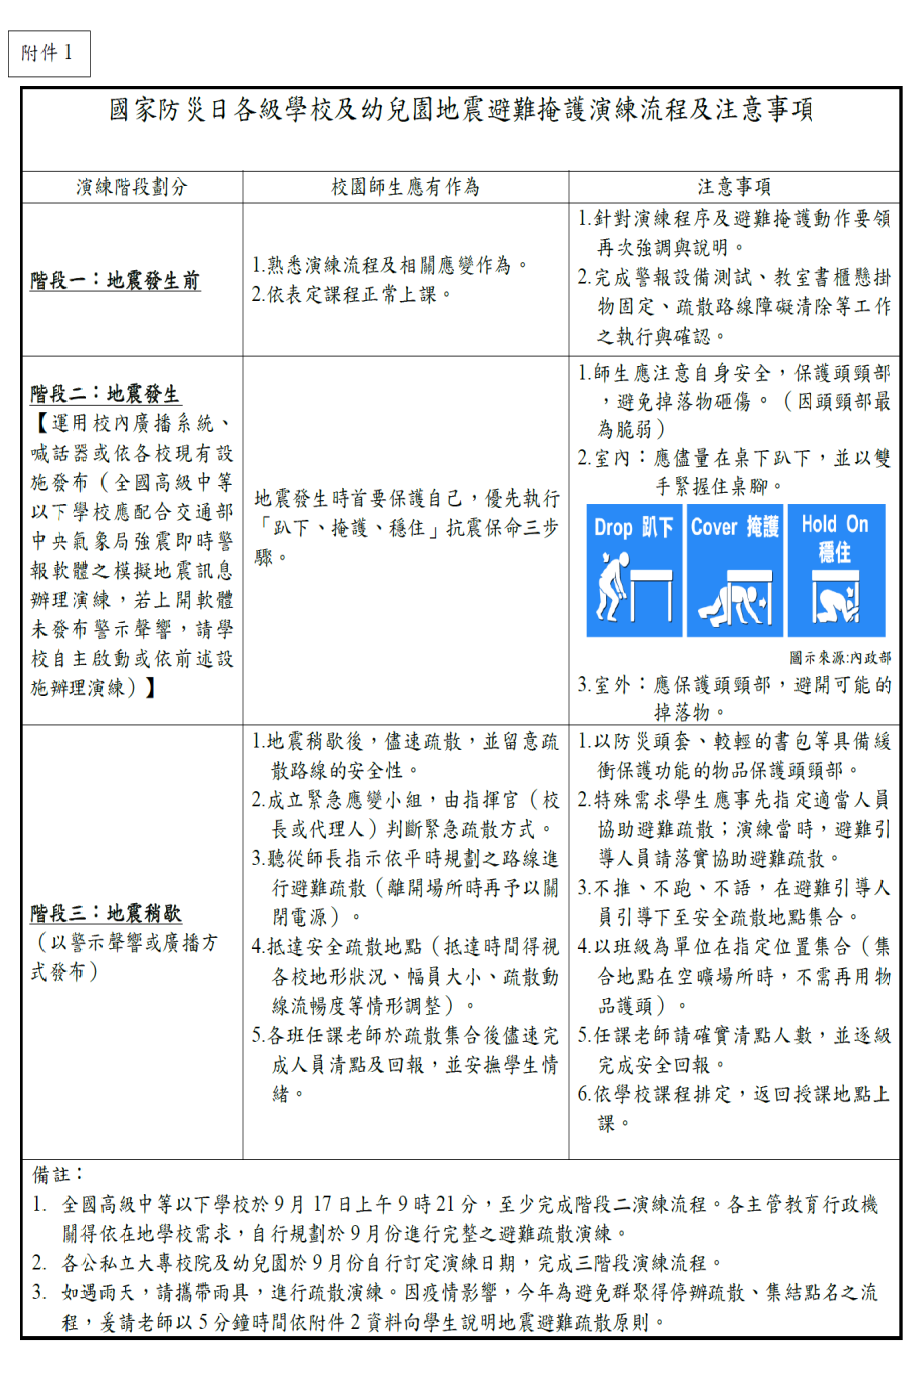 附件 1
國家防災日各級學校及幼兒園地震避難掩護演練流程及注意事項
演練階段劃分
校園師生應有作為
注意事項
階段一：地震發生前
1.熟悉演練流程及相關應變作為。
2.依表定課程正常上課。
1.針對演練程序及避難掩護動作要領
再次強調與說明。
2.完成警報設備測試、教室書櫃懸掛
物固定、疏散路線障礙清除等工作
之執行與確認。
階段二：地震發生
【運用校內廣播系統、
喊話器或依各校現有設
施發布（全國高級中等
以下學校應配合交通部
中央氣象局強震即時警
報軟體之模擬地震訊息
辦理演練，若上開軟體
未發布警示聲響，請學
校自主啟動或依前述設
施辦理演練）】
地震發生時首要保護自己，優先執行
「趴下、掩護、穩住」抗震保命三步
驟。
1.師生應注意自身安全，保護頭頸部
，避免掉落物砸傷。（因頭頸部最
為脆弱）
2.室內：應儘量在桌下趴下，並以雙
手緊握住桌腳。
Drop 趴下
Cover 掩護
Hold On
穩住
圖示來源:內政部
3.室外：應保護頭頸部，避開可能的
掉落物。
階段三：地震稍歇
（以警示聲響或廣播方
式發布）
1.地震稍歇後，儘速疏散，並留意疏
散路線的安全性。
2.成立緊急應變小組，由指揮官（校
長或代理人）判斷緊急疏散方式。
3.聽從師長指示依平時規劃之路線進
行避難疏散（離開場所時再予以關
閉電源）。
4.抵達安全疏散地點（抵達時間得視
各校地形狀況、幅員大小、疏散動
線流暢度等情形調整）。
5.各班任課老師於疏散集合後儘速完
成人員清點及回報，並安撫學生情
緒。
1.以防災頭套、較輕的書包等具備緩
衝保護功能的物品保護頭頸部。
2.特殊需求學生應事先指定適當人員
協助避難疏散；演練當時，避難引
導人員請落實協助避難疏散。
3.不推、不跑、不語，在避難引導人
員引導下至安全疏散地點集合。
4.以班級為單位在指定位置集合（集
合地點在空曠場所時，不需再用物
品護頭）。
5.任課老師請確實清點人數，並逐級
完成安全回報。
6.依學校課程排定，返回授課地點上
課。
備註：
1. 全國高級中等以下學校於 9 月 17 日上午 9 時 21 分，至少完成階段二演練流程。各主管教育行政機
關得依在地學校需求，自行規劃於 9 月份進行完整之避難疏散演練。
2. 各公私立大專校院及幼兒園於 9 月份自行訂定演練日期，完成三階段演練流程。
3. 如遇雨天，請攜帶雨具，進行疏散演練。因疫情影響，今年為避免群聚得停辦疏散、集結點名之流
程，爰請老師以 5 分鐘時間依附件 2 資料向學生說明地震避難疏散原則。